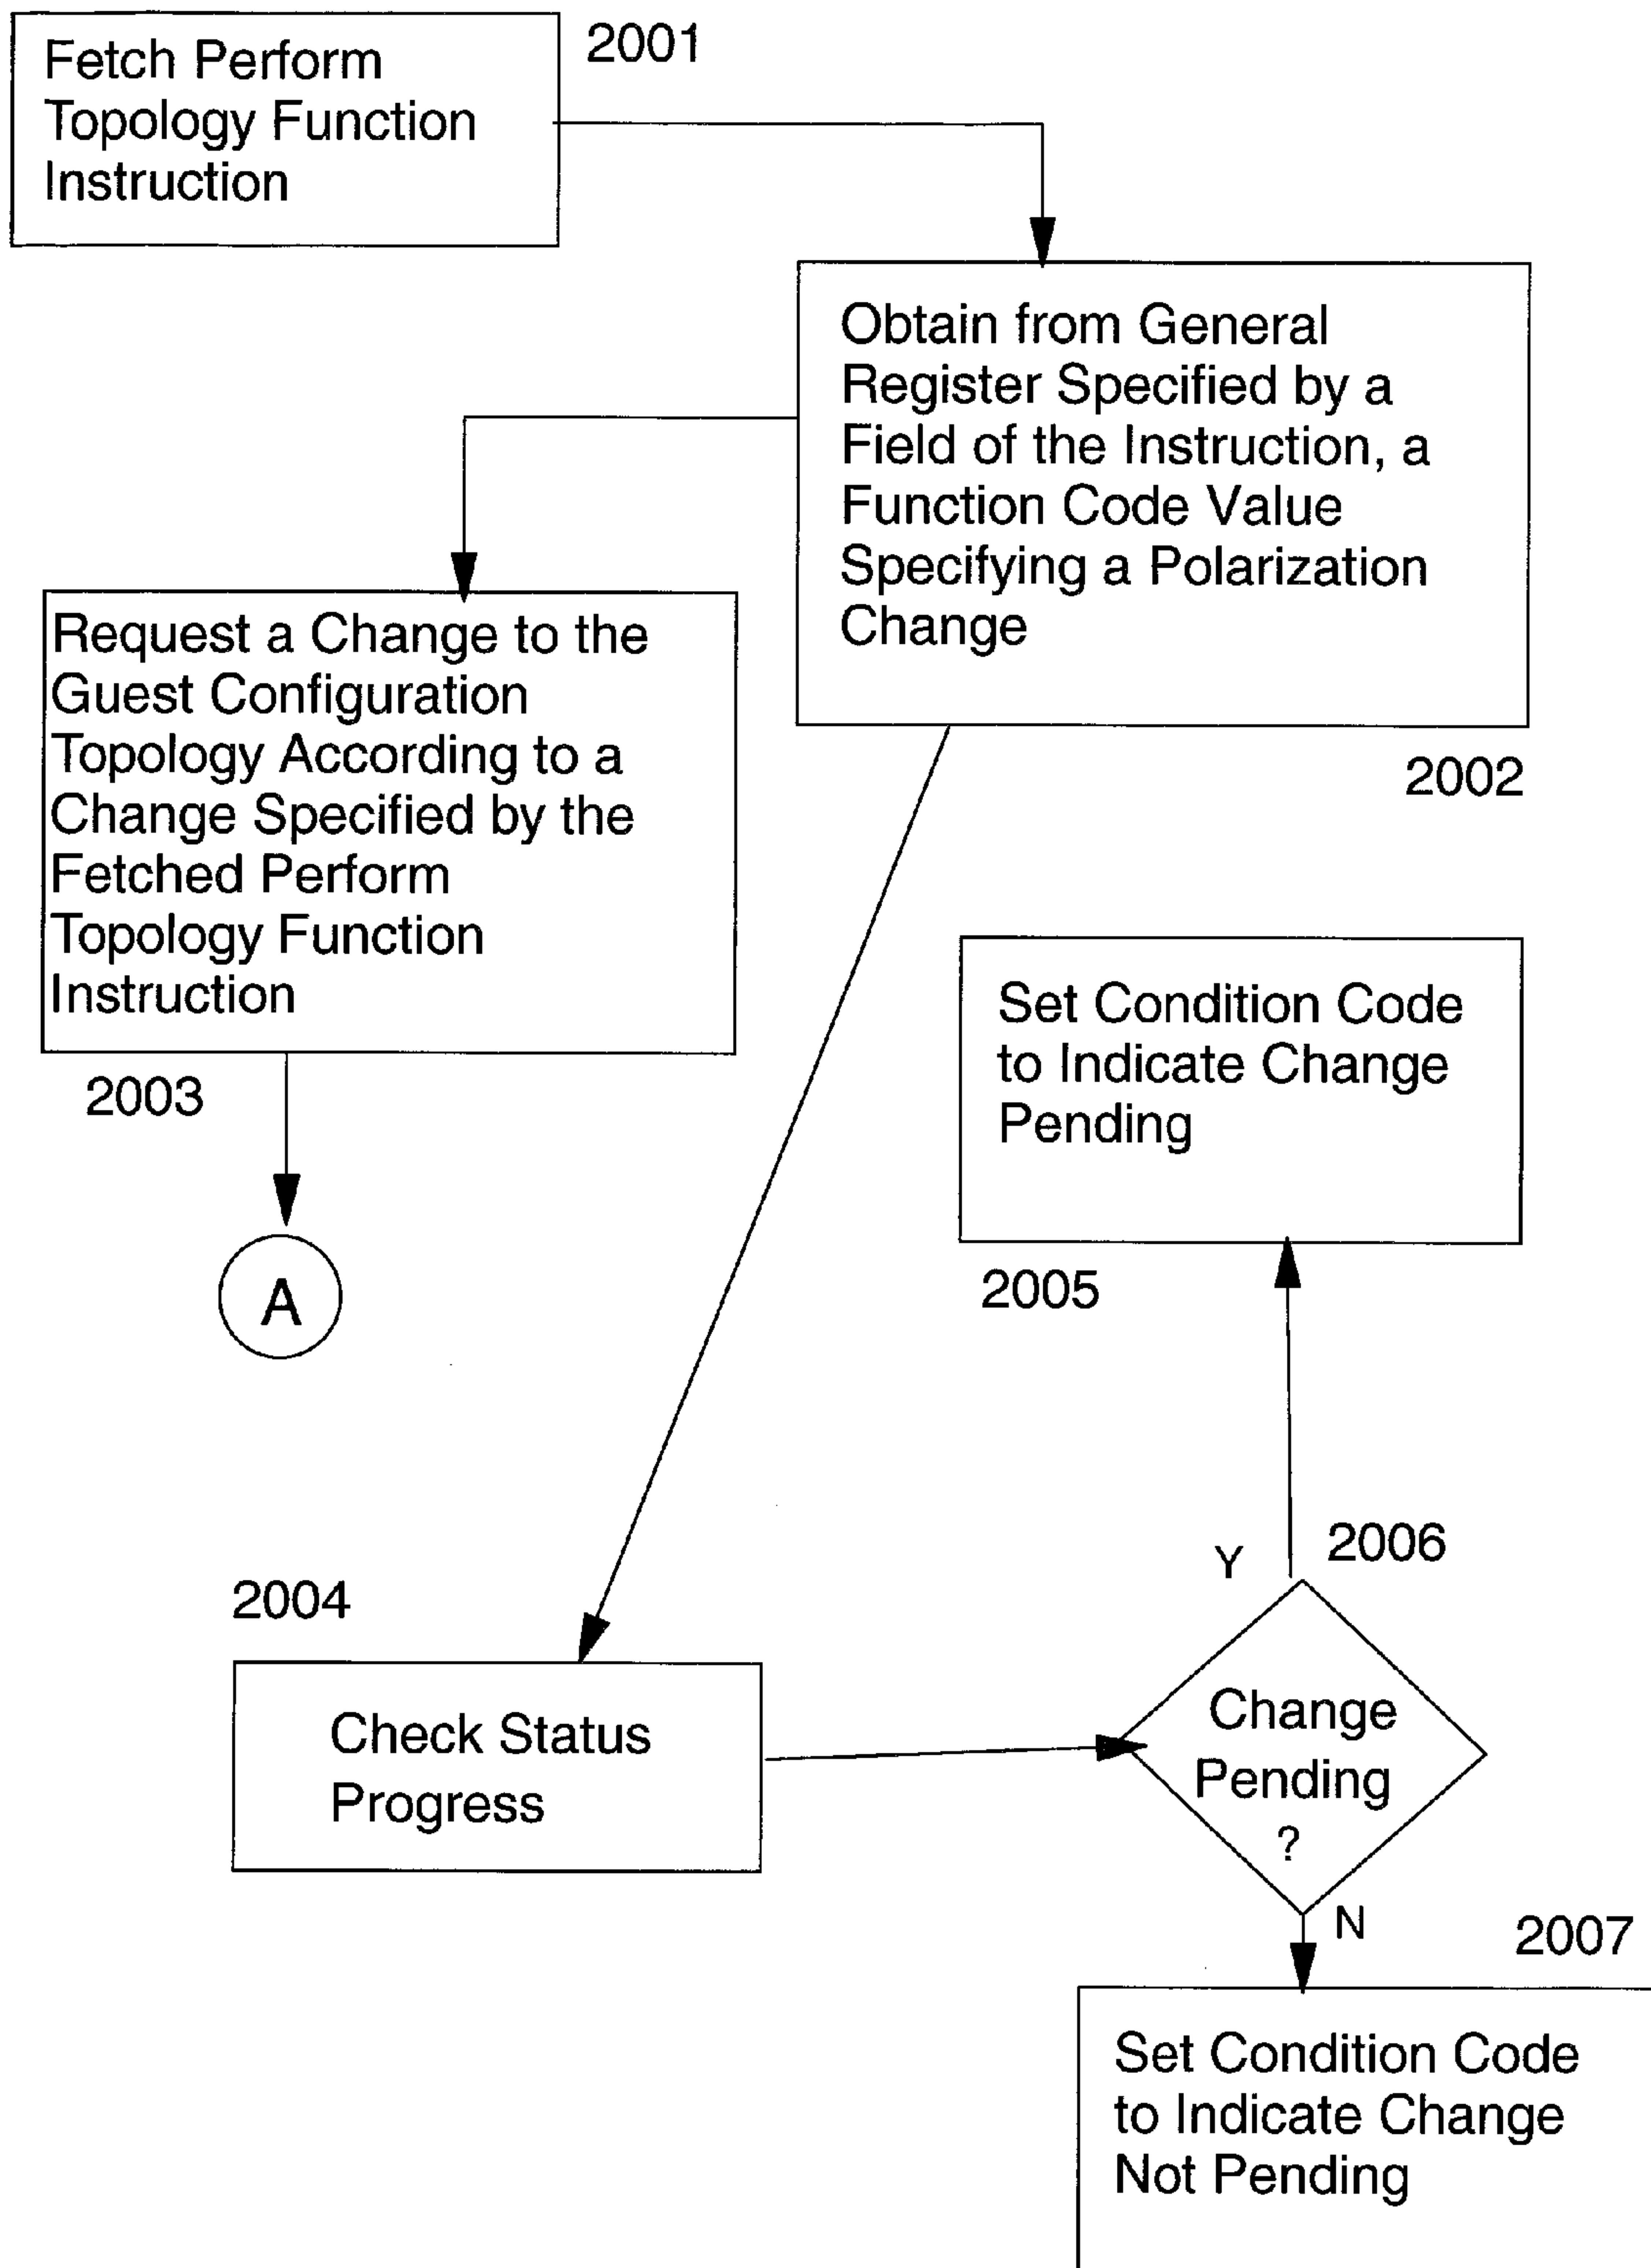 Fetch Perform
Topology Function
Instruction
2001
Obtain from General
Register Specified by a
Field of the Instruction, a
Function Code Value
Specifying a Polarization
Change
2002
Request a Change to the
Guest Configuration
Topology According to a
Change Specified by the
Fetched Perform
Topology Function
Instruction
2003
A
Set Condition Code
to Indicate Change
Pending
2005
2004
Check Status
Progress
Y
2006
Change
Pending
?
N
2007
Set Condition Code
to Indicate Change
Not Pending